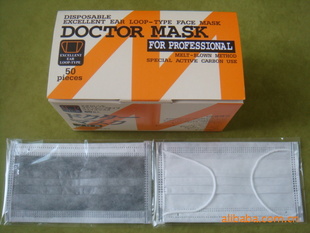 DISPOSABLE
EXCELLENT EAR LOOP-TYPE FACE MASK
DOCTOR MASK
FOR PROFESSIONAL
MELT-BLOWN METHOD
SPECIAL ACTIVE CARBON USE
EXCELLENT
EAR
LOOP-TYPE
50
pieces